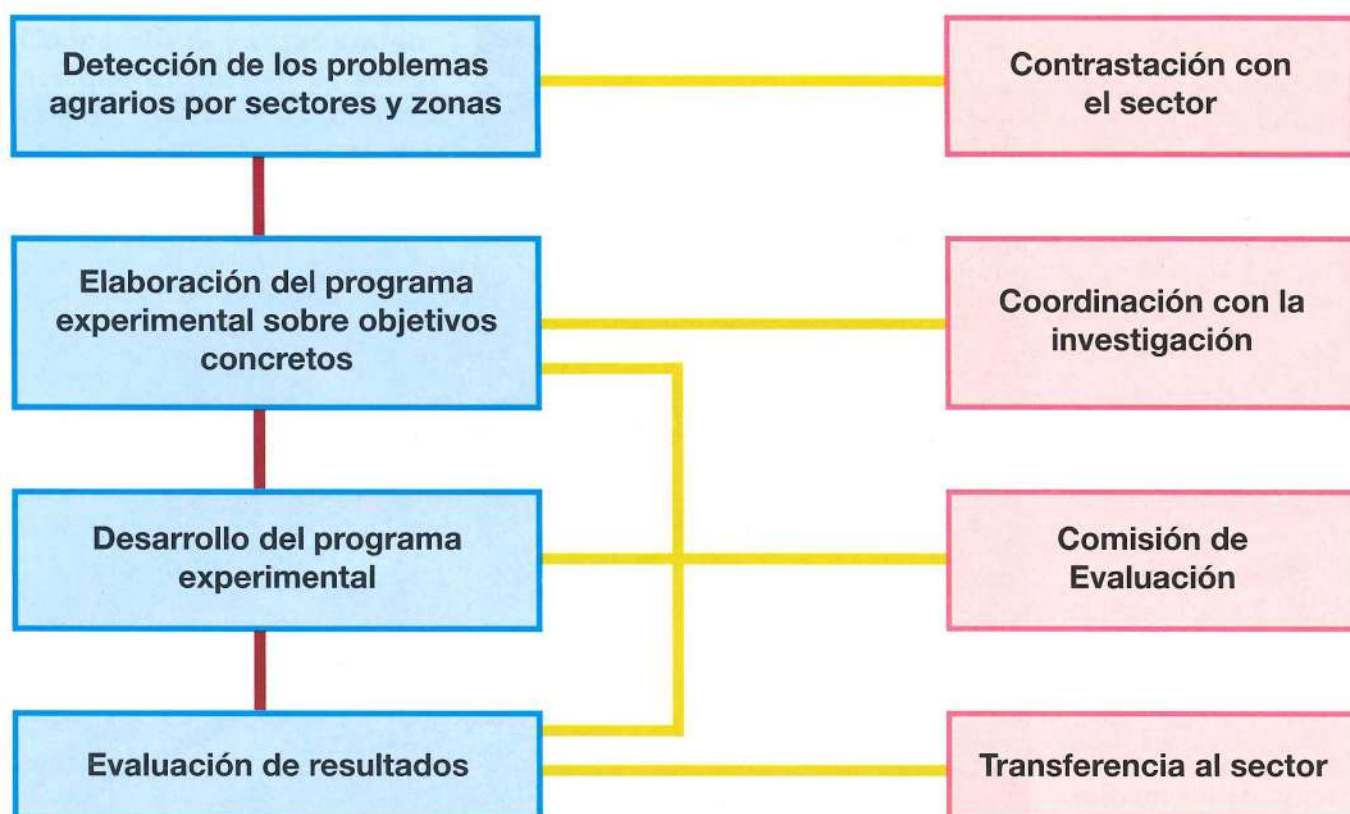 Detección de los problemas
agrarios por sectores y zonas
Contrastación con
el sector
Elaboración del programa
experimental sobre objetivos
concretos
Coordinación con la
investigación
Desarrollo del programa
experimental
Comisión de
Evaluación
Evaluación de resultados
Transferencia al sector